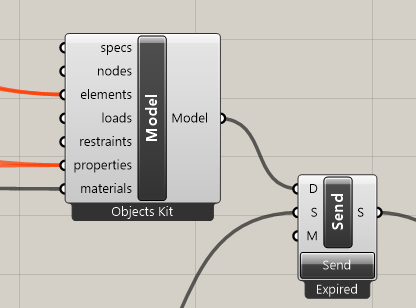 specs
nodes
elements
loads
restraints
properties
materials
Model
Model
Objects Kit
D
S
M
Send
S
Send
Expired